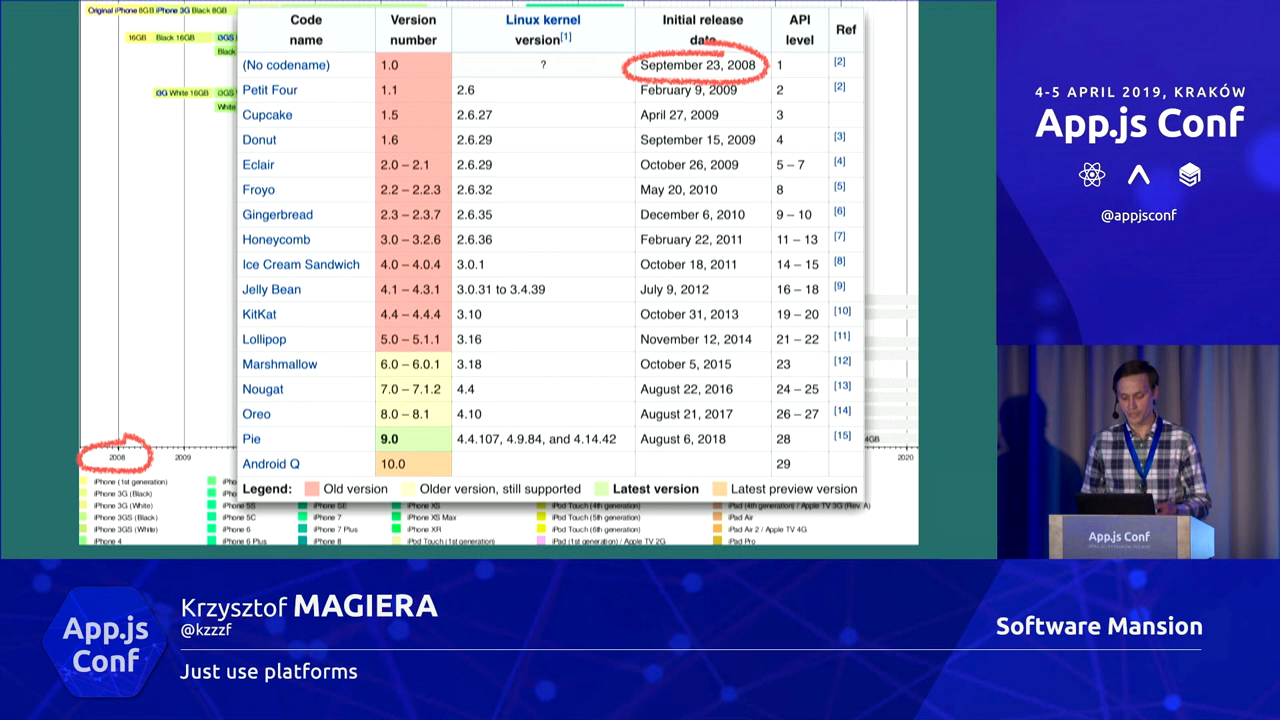 Original iPhone 8GB iPhone 3G Black 8GB
16GB Black 16GB
Black
3G White 16GB
White
Code name Version number Linux kernel version[1] Initial release date API level Ref
(No codename) 1.0 ? September 23, 2008 1 [2]
Petit Four 1.1 2.6 February 9, 2009 2 [2]
Cupcake 1.5 2.6.27 April 27, 2009 3
Donut 1.6 2.6.29 September 15, 2009 4 [3]
Eclair 2.0 – 2.1 2.6.29 October 26, 2009 5 – 7 [4]
Froyo 2.2 – 2.2.3 2.6.32 May 20, 2010 8 [5]
Gingerbread 2.3 – 2.3.7 2.6.35 December 6, 2010 9 – 10 [6]
Honeycomb 3.0 – 3.2.6 2.6.36 February 22, 2011 11 – 13 [7]
Ice Cream Sandwich 4.0 – 4.0.4 3.0.1 October 18, 2011 14 – 15 [8]
Jelly Bean 4.1 – 4.3.1 3.0.31 to 3.4.39 July 9, 2012 16 – 18 [9]
KitKat 4.4 – 4.4.4 3.10 October 31, 2013 19 – 20 [10]
Lollipop 5.0 – 5.1.1 3.16 November 12, 2014 21 – 22 [11]
Marshmallow 6.0 – 6.0.1 3.18 October 5, 2015 23 [12]
Nougat 7.0 – 7.1.2 4.4 August 22, 2016 24 – 25 [13]
Oreo 8.0 – 8.1 4.10 August 21, 2017 26 – 27 [14]
Pie 9.0 4.4.107, 4.9.84, and 4.14.42 August 6, 2018 28 [15]
Android Q 10.0 29
Legend: Old version Older version, still supported Latest version Latest preview version
2008 2009 2020
iPhone (1st generation)
iPhone 3G (Black)
iPhone 3G (White) iPhone 5S iPhone SE iPhone XS iPod Touch (4th generation) iPad (4th generation) / Apple TV 3G (Rev. A)
iPhone 3GS (Black) iPhone 5C iPhone 7 iPhone XS Max iPod Touch (5th generation) iPad Air
iPhone 3GS (White) iPhone 6 iPhone 7 Plus iPhone XR iPod Touch (6th generation) iPad Air 2 / Apple TV 4G
iPhone 4 iPhone 6 Plus iPhone 8 iPod Touch (1st generation) iPad (1st generation) / Apple TV 2G iPad Pro
4-5 APRIL 2019, KRAKÓW
App.js Conf
@appjsconf
App.js Conf
App.js
Conf
Krzysztof MAGIERA
@kzzzf
Just use platforms
Software Mansion